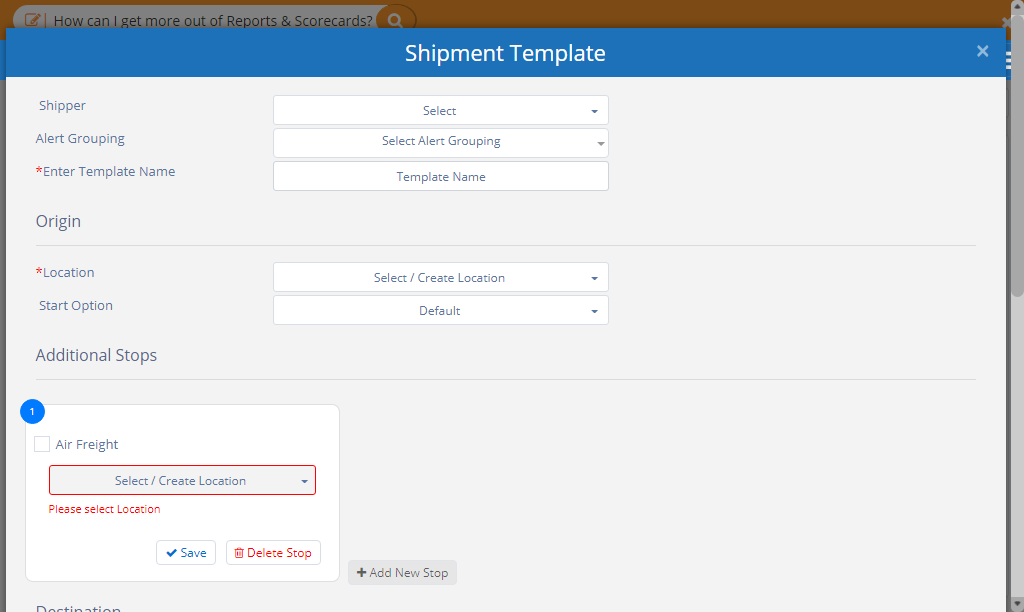 How can I get more out of Reports & Scorecards?
Shipment Template
Shipper
Select
Alert Grouping
Select Alert Grouping
*Enter Template Name
Template Name
Origin
*Location
Select / Create Location
Start Option
Default
Additional Stops
1
Air Freight
Select / Create Location
Please select Location
Save
Delete Stop
Add New Stop
Destination